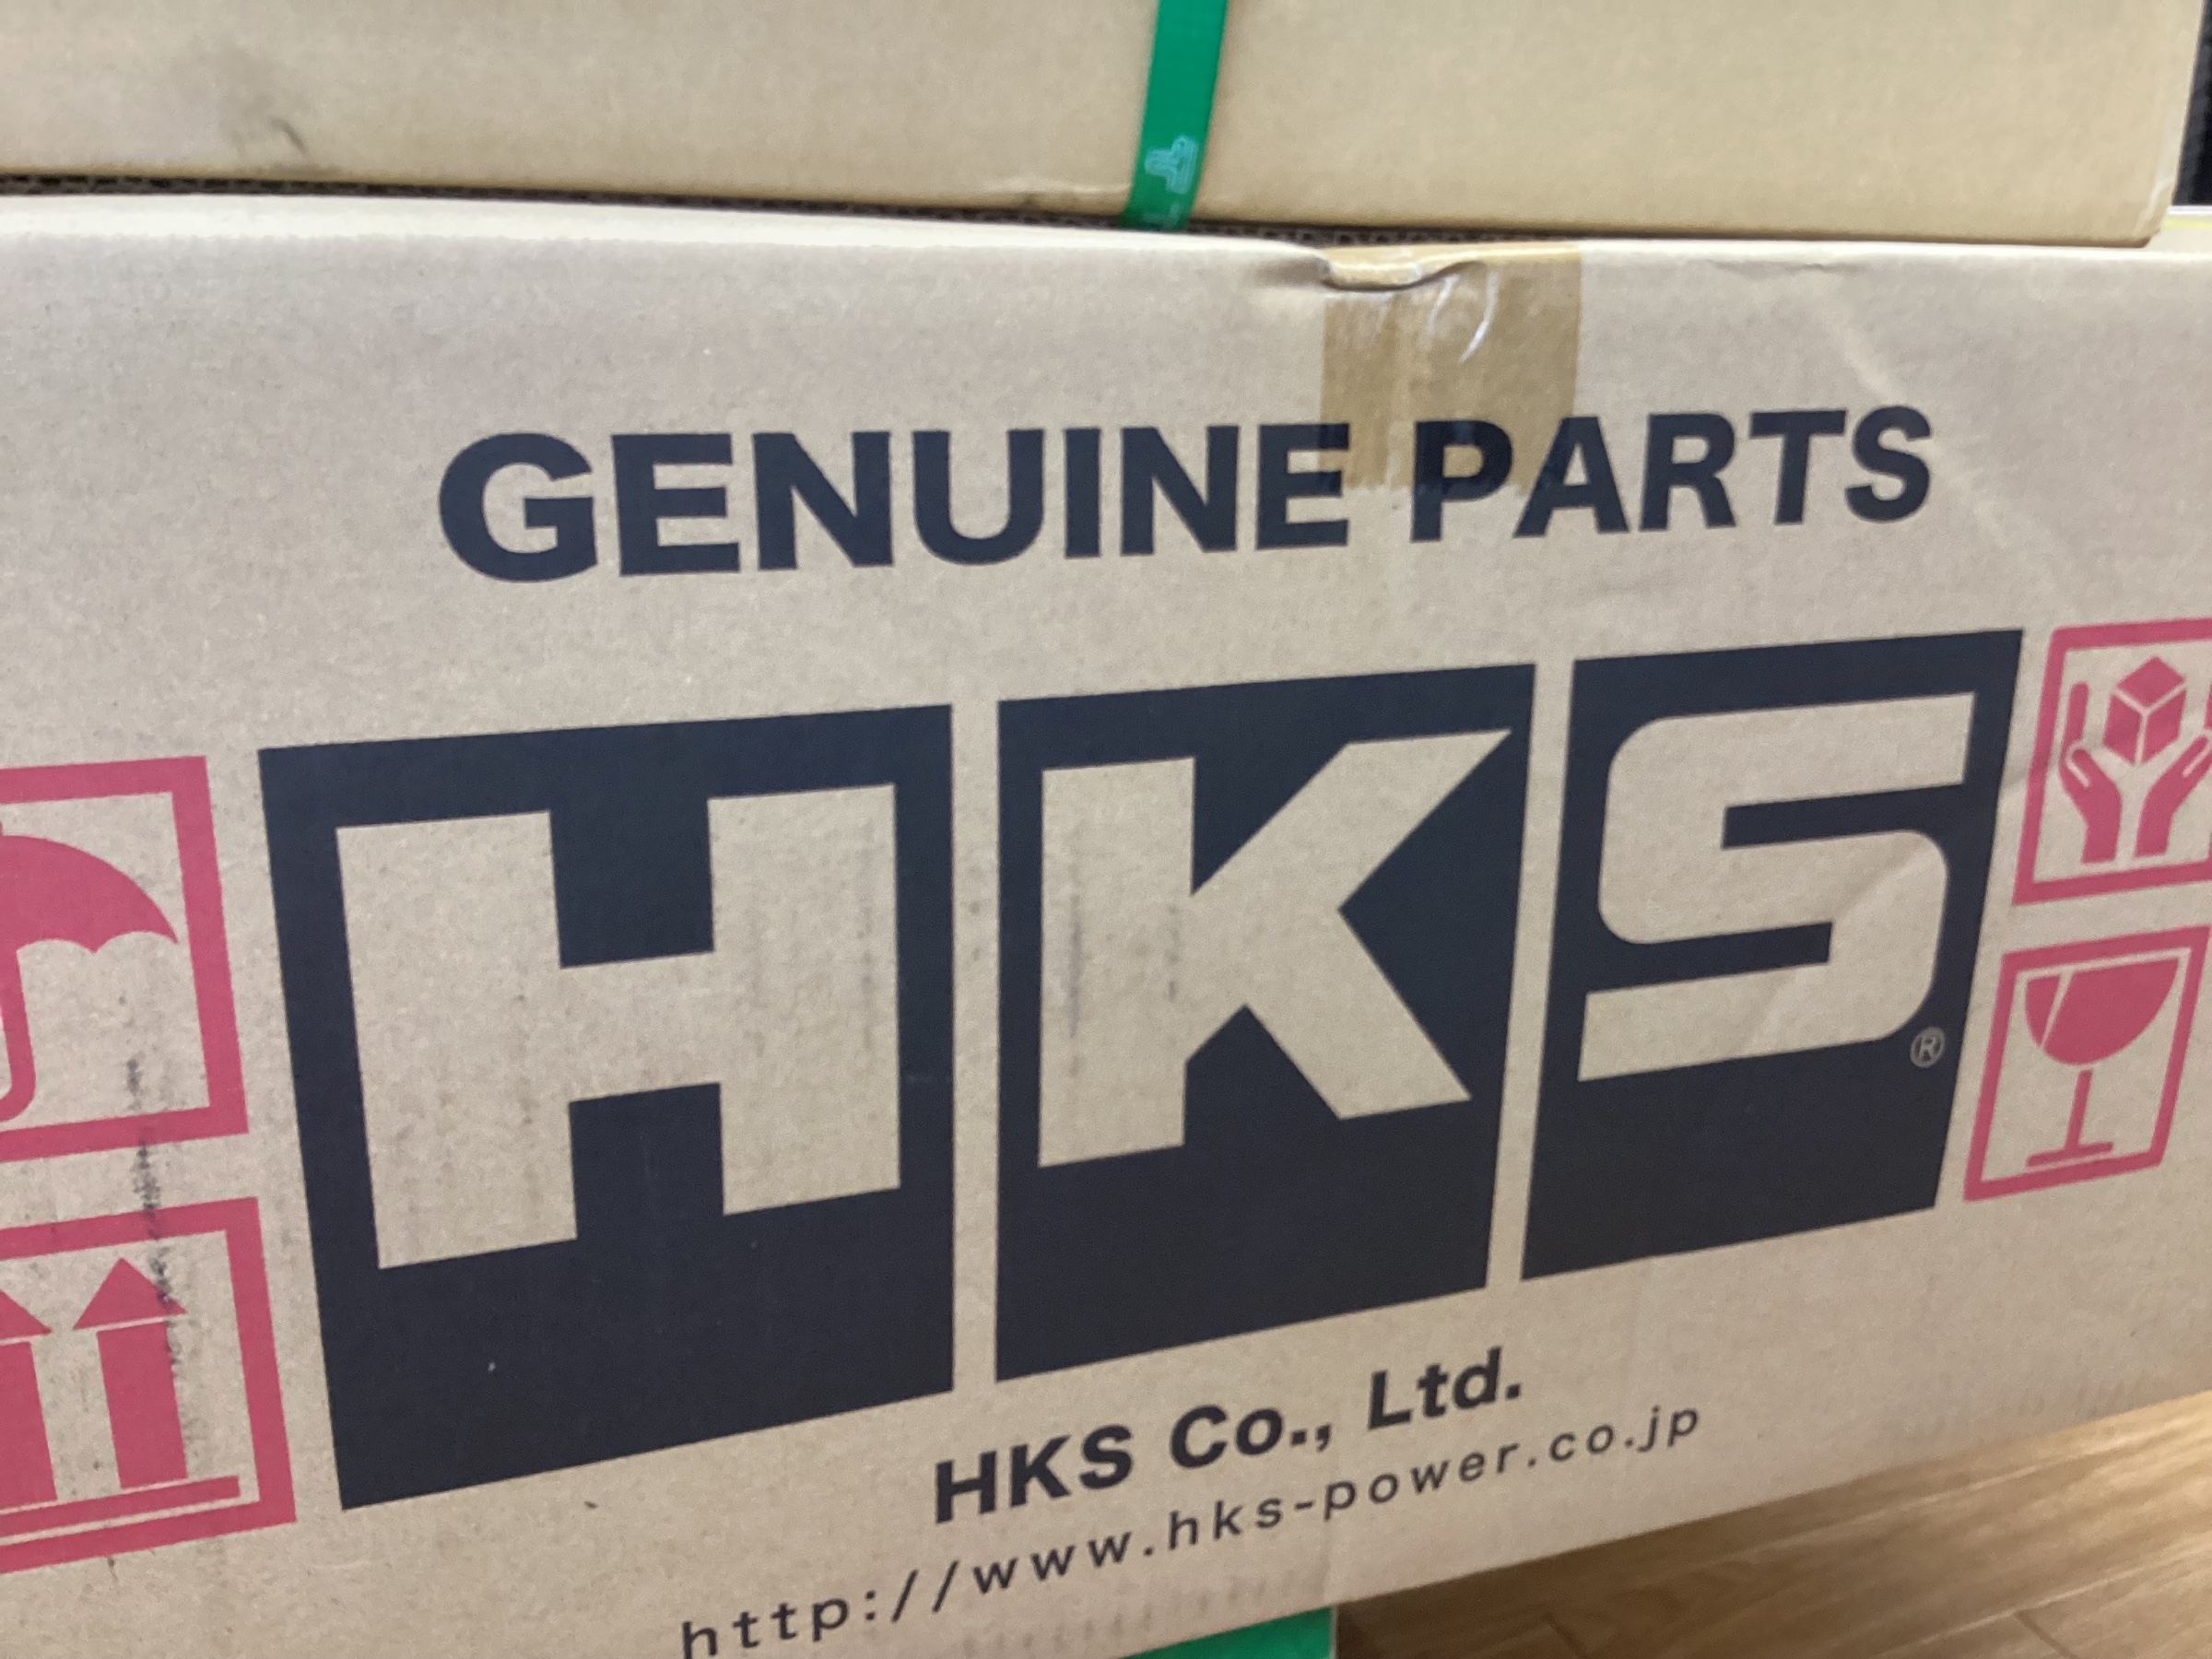 GENUINE PARTS
HKS®
HKS Co., Ltd.
http://www.hks-power.co.jp